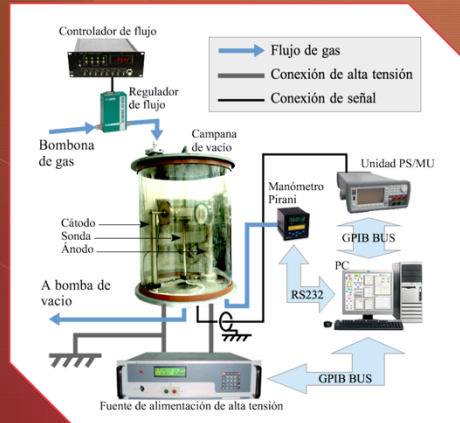 Controlador de flujo
Flujo de gas
Conexión de alta tensión
Conexión de señal
Regulador
de flujo
Bombona
de gas
Campana
de vacío
Unidad PS/MU
Manómetro
Pirani
Cátodo
Sonda
Ánodo
GPIB BUS
PC
RS232
A bomba de
vacio
GPIB BUS
Fuente de alimentación de alta tensión